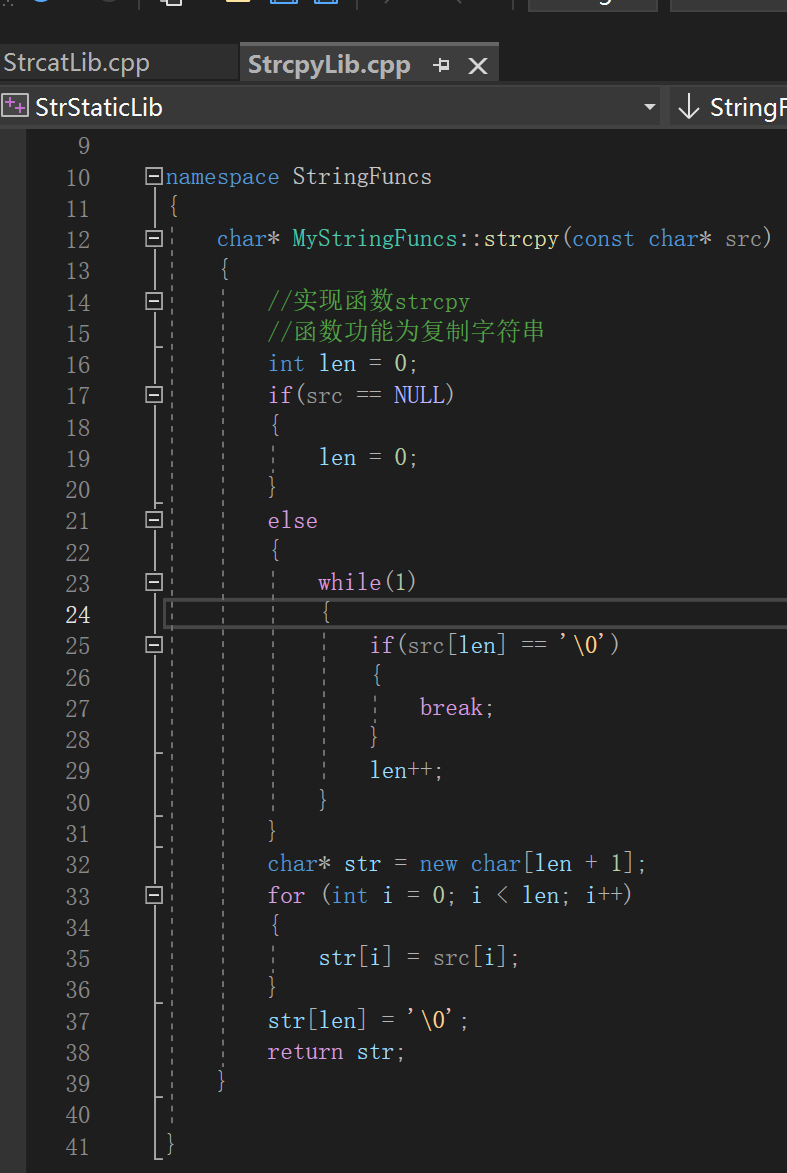 StrcatLib.cpp StrcpyLib.cpp
StrStaticLib StringF
9
10 namespace StringFuncs
11 {
12 char* MyStringFuncs::strcpy(const char* src)
13 {
14 //实现函数strcpy
15 //函数功能为复制字符串
16 int len = 0;
17 if(src == NULL)
18 {
19 len = 0;
20 }
21 else
22 {
23 while(1)
24 {
25 if(src[len] == '\0')
26 {
27 break;
28 }
29 len++;
30 }
31 }
32 char* str = new char[len + 1];
33 for (int i = 0; i < len; i++)
34 {
35 str[i] = src[i];
36 }
37 str[len] = '\0';
38 return str;
39 }
40
41 }